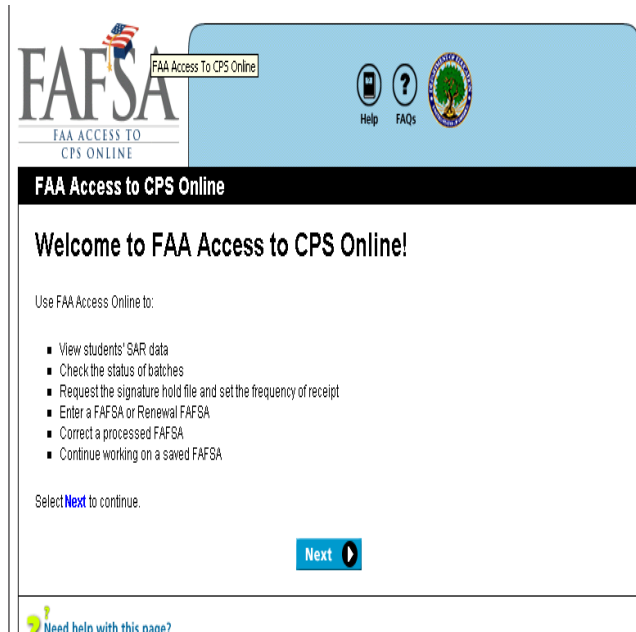 FAFSA
FAA ACCESS TO
CPS ONLINE
FAA Access To CPS Online
Help
FAQs
FAA Access to CPS Online
Welcome to FAA Access to CPS Online!
Use FAA Access Online to:
View students' SAR data
Check the status of batches
Request the signature hold file and set the frequency of receipt
Enter a FAFSA or Renewal FAFSA
Correct a processed FAFSA
Continue working on a saved FAFSA
Select Next to continue.
Next
Need help with this page?